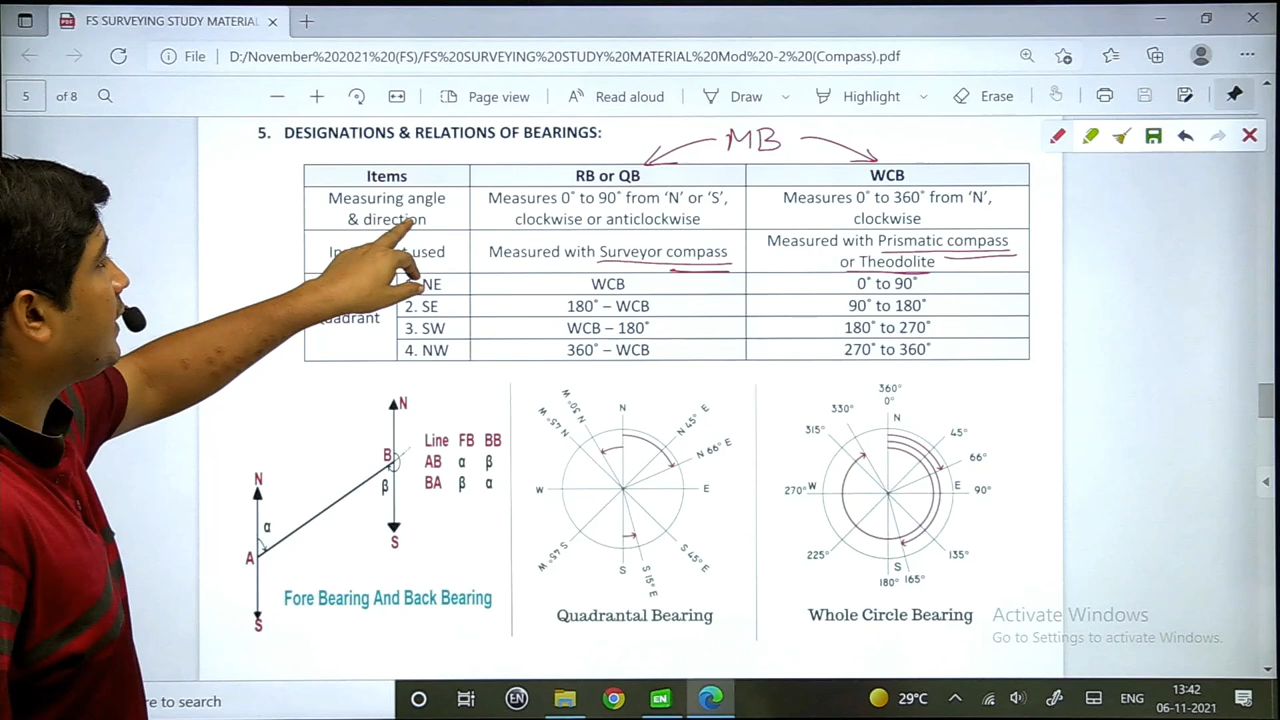 FS SURVEYING STUDY MATERIAL
File
D:/November%202021%20(FS)/FS%20SURVEYING%20STUDY%20MATERIAL%20Mod%20-2%20(Compass).pdf
5 of 8
Page view
Read aloud
Draw
Highlight
Erase
5. DESIGNATIONS & RELATIONS OF BEARINGS:
MB
Items RB or QB WCB
Measuring angle & direction
Measures 0˚ to 90˚ from ‘N’ or ‘S’, clockwise or anticlockwise
Measures 0˚ to 360˚ from ‘N’, clockwise
used
Measured with Surveyor compass
Measured with Prismatic compass or Theodolite
NE WCB 0˚ to 90˚
2. SE 180˚ – WCB 90˚ to 180˚
3. SW WCB – 180˚ 180˚ to 270˚
4. NW 360˚ – WCB 270˚ to 360˚
N
B
β
S
N
α
A
S
Line FB BB
AB α β
BA β α
Fore Bearing And Back Bearing
N 30° W
N 45° W
N
N 45° E
N 66° E
W
E
S 45° W
S
S 15° E
S 45° E
Quadrantal Bearing
360°
0°
N
330°
315°
45°
66°
270° W
E 90°
225°
135°
S
180° 165°
Whole Circle Bearing
Activate Windows
Go to Settings to activate Windows.
re to search
EN
EN
29°C
ENG
13:42
06-11-2021